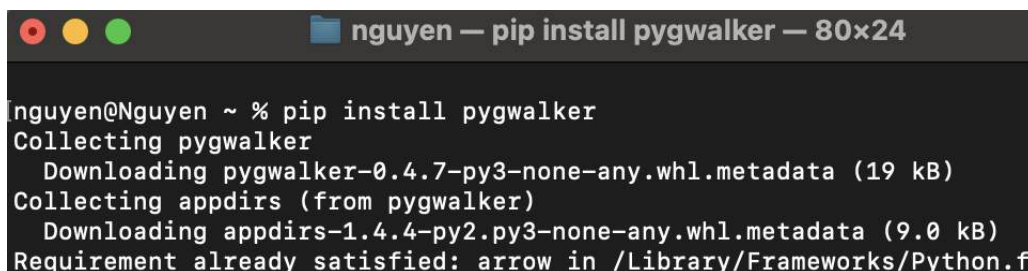 nguyen — pip install pygwalker — 80×24
[nguyen@Nguyen ~ % pip install pygwalker
Collecting pygwalker
  Downloading pygwalker-0.4.7-py3-none-any.whl.metadata (19 kB)
Collecting appdirs (from pygwalker)
  Downloading appdirs-1.4.4-py2.py3-none-any.whl.metadata (9.0 kB)
Requirement already satisfied: arrow in /Library/Frameworks/Python.f